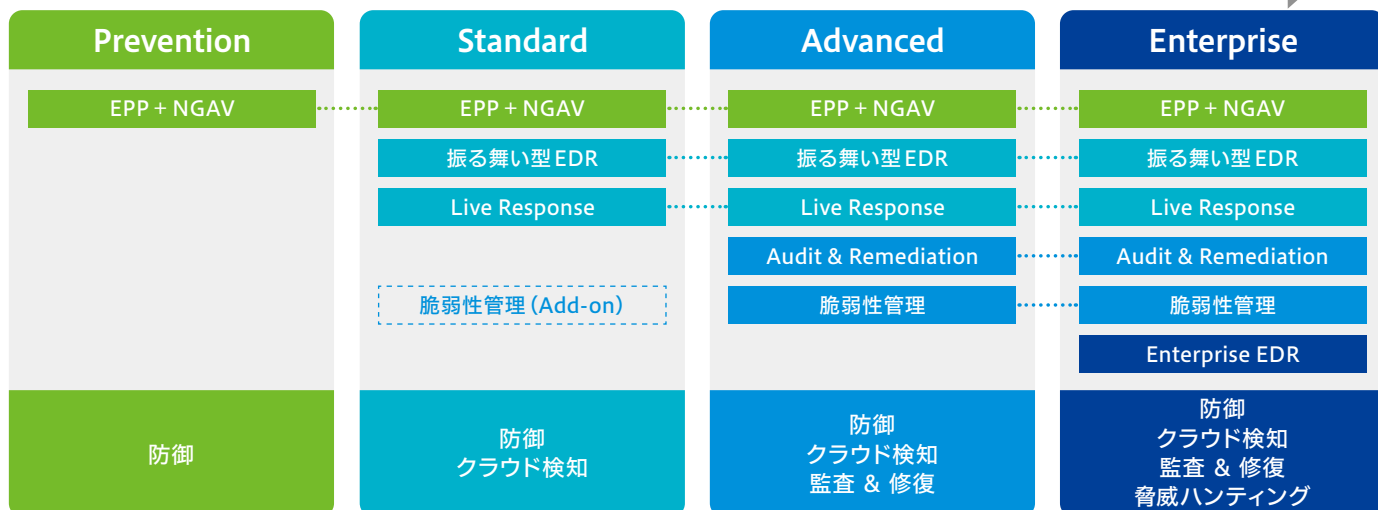 Prevention
Standard
Advanced
Enterprise
EPP + NGAV
EPP + NGAV
EPP + NGAV
EPP + NGAV
振る舞い型EDR
振る舞い型EDR
振る舞い型EDR
Live Response
Live Response
Live Response
Audit & Remediation
Audit & Remediation
脆弱性管理 (Add-on)
脆弱性管理
脆弱性管理
Enterprise EDR
防御
防御
クラウド検知
防御
クラウド検知
監査 & 修復
防御
クラウド検知
監査 & 修復
脅威ハンティング